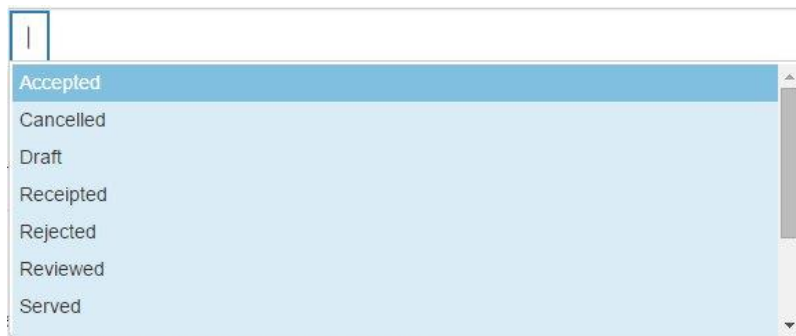 Accepted
Cancelled
Draft
Receipted
Rejected
Reviewed
Served